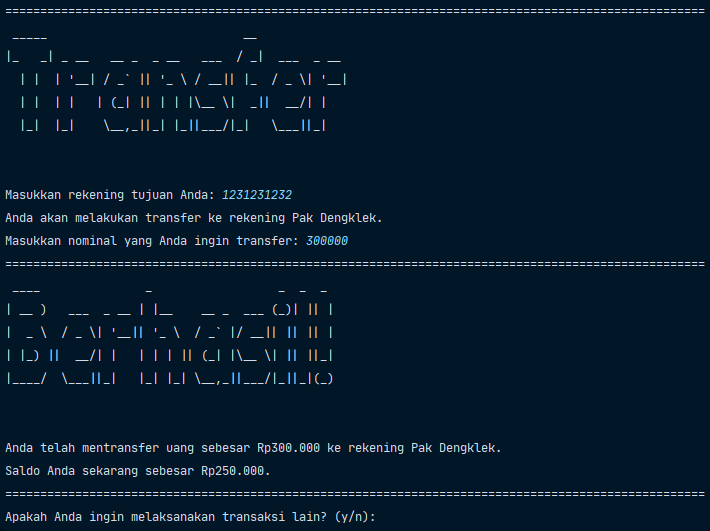 ====================================================================================================
Transfer
Masukkan rekening tujuan Anda: 1231231232
Anda akan melakukan transfer ke rekening Pak Dengklek.
Masukkan nominal yang Anda ingin transfer: 300000
====================================================================================================
Berhasil!
Anda telah mentransfer uang sebesar Rp300.000 ke rekening Pak Dengklek.
Saldo Anda sekarang sebesar Rp250.000.
====================================================================================================
Apakah Anda ingin melaksanakan transaksi lain? (y/n):